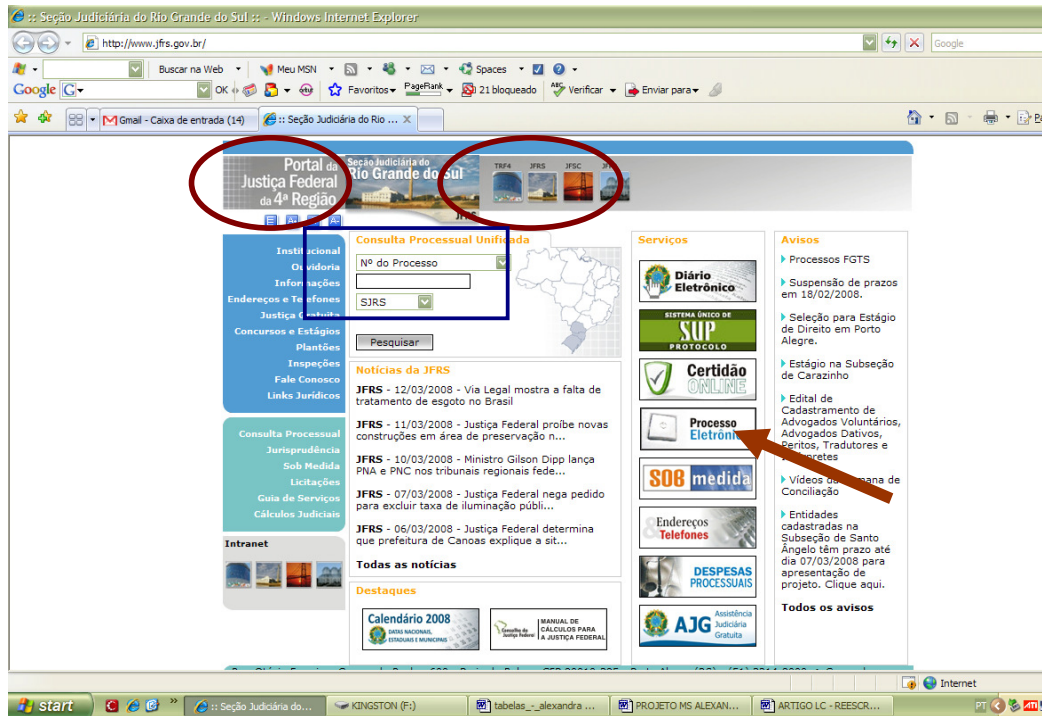 :: Seção Judiciária do Rio Grande do Sul :: - Windows Internet Explorer
http://www.jfrs.gov.br/
Google
Buscar na Web
Meu MSN
Spaces
Google
G
OK
Favoritos
PageRank
21 bloqueado
ABC
Verificar
Enviar para
Gmail - Caixa de entrada (14)
:: Seção Judiciária do Rio ...
Portal da
Justiça Federal
da 4ª Região
Seção Judiciária do
Rio Grande do Sul
JFRS
TRF4
JFRS
JFSC
Institucional
Ouvidoria
Informações
Endereços e Telefones
Justiça Gratuita
Concursos e Estágios
Plantões
Inspeções
Fale Conosco
Links Jurídicos
Consulta Processual
Jurisprudência
Sob Medida
Licitações
Guia de Serviços
Cálculos Judiciais
Intranet
Consulta Processual Unificada
Nº do Processo
SJRS
Pesquisar
Notícias da JFRS
JFRS - 12/03/2008 - Via Legal mostra a falta de
tratamento de esgoto no Brasil
JFRS - 11/03/2008 - Justiça Federal proíbe novas
construções em área de preservação n...
JFRS - 10/03/2008 - Ministro Gilson Dipp lança
PNA e PNC nos tribunais regionais fede...
JFRS - 07/03/2008 - Justiça Federal nega pedido
para excluir taxa de iluminação públi...
JFRS - 06/03/2008 - Justiça Federal determina
que prefeitura de Canoas explique a sit...
Todas as notícias
Destaques
Calendário 2008
DATAS NACIONAIS,
ESTADUAIS E MUNICIPAIS
Conselho da
Justiça Federal
MANUAL DE
CÁLCULOS PARA
A JUSTIÇA FEDERAL
Serviços
Diário
Eletrônico
SISTEMA ÚNICO DE
SUP
PROTOCOLO
Certidão
ONLINE
Processo
Eletrônico
SOB medida
Endereços
&Telefones
DESPESAS
PROCESSUAIS
AJG
Assistência
Judiciária
Gratuita
Avisos
Processos FGTS
Suspensão de prazos
em 18/02/2008.
Seleção para Estágio
de Direito em Porto
Alegre.
Estágio na Subseção
de Carazinho
Edital de
Cadastramento de
Advogados Voluntários,
Advogados Dativos,
Peritos, Tradutores e
Intérpretes
Vídeos da Semana de
Conciliação
Entidades
cadastradas na
Subseção de Santo
Ângelo têm prazo até
dia 07/03/2008 para
apresentação de
projeto. Clique aqui.
Todos os avisos
Internet
start
:: Seção Judiciária do...
KINGSTON (F:)
tabelas_-_alexandra ...
PROJETO MS ALEXAN...
ARTIGO LC - REESCR...
PT